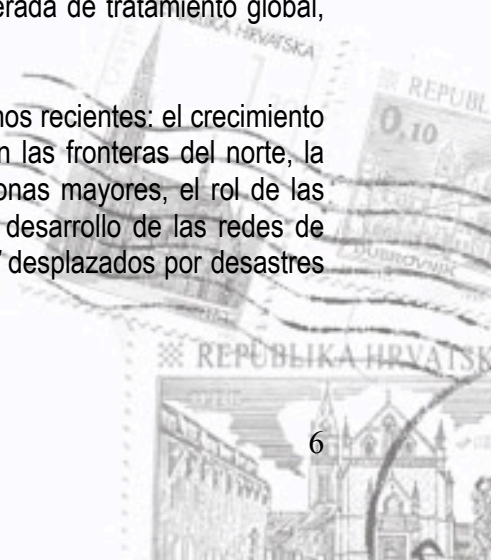 erada de tratamiento global,
HRVATSKA
nos recientes: el crecimiento
REPUBL
0,10
n las fronteras del norte, la
onas mayores, el rol de las
desarrollo de las redes de
DUBROVNIK
desplazados por desastres
REPUBLIKA HRVATSK
6